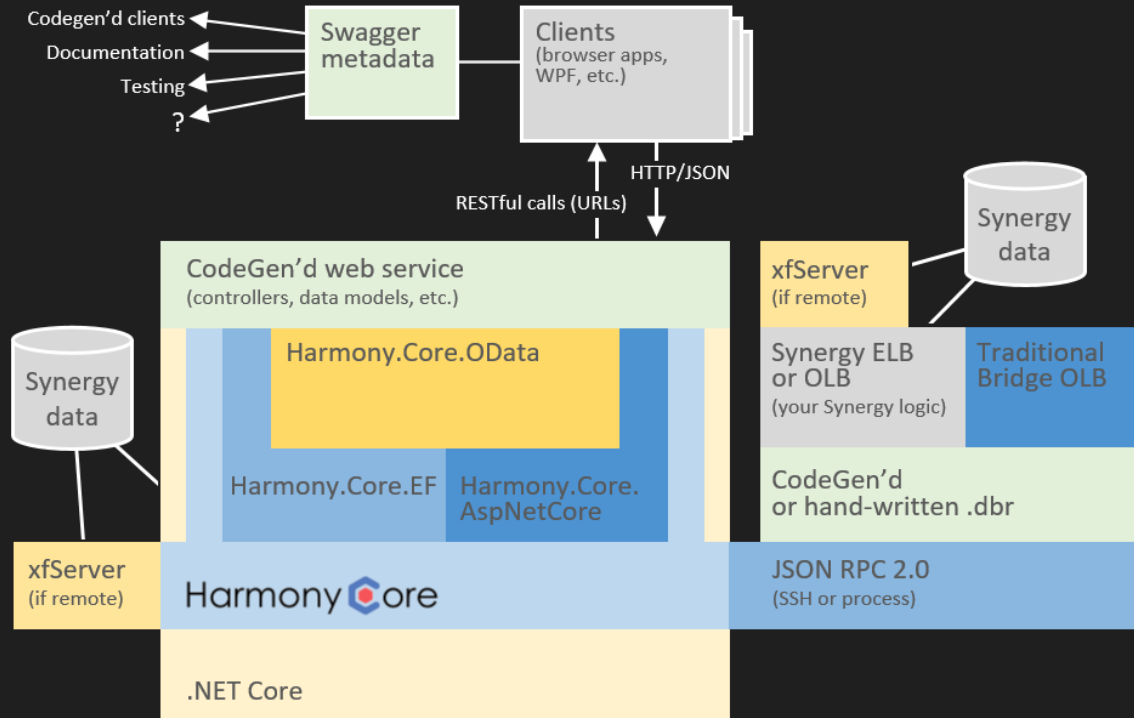 Codegen'd clients
Documentation
Testing
?
Swagger
metadata
Clients
(browser apps,
WPF, etc.)
HTTP/JSON
RESTful calls (URLs)
Synergy
data
CodeGen'd web service
(controllers, data models, etc.)
xfServer
(if remote)
Harmony.Core.OData
Synergy ELB
or OLB
(your Synergy logic)
Traditional
Bridge OLB
Synergy
data
Harmony.Core.EF
Harmony.Core.
AspNetCore
CodeGen'd
or hand-written .dbr
xfServer
(if remote)
Harmony Core
JSON RPC 2.0
(SSH or process)
.NET Core